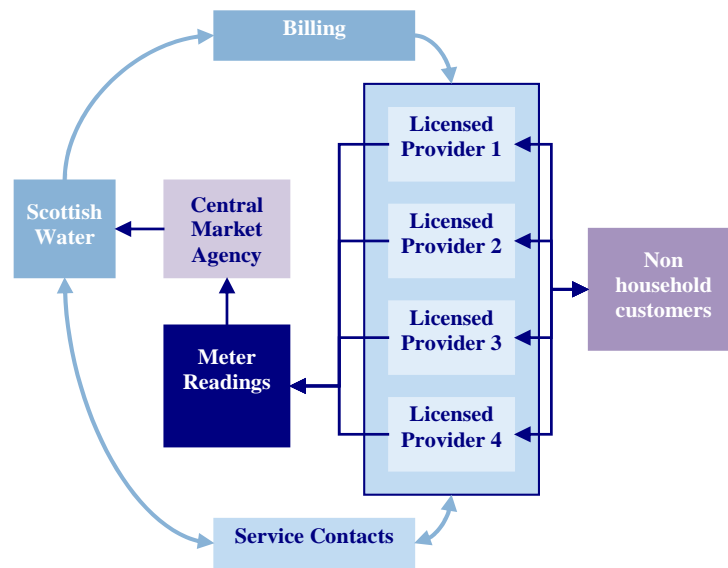 Billing
Licensed
Provider 1
Scottish
Water
Central
Market
Agency
Licensed
Provider 2
Non
household
customers
Licensed
Provider 3
Meter
Readings
Licensed
Provider 4
Service Contacts